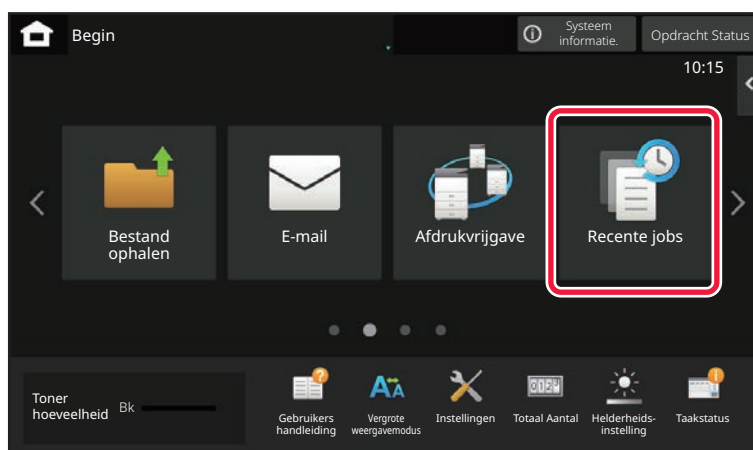 Begin
Systeem
informatie.
Opdracht Status
10:15
Bestand
ophalen
E-mail
Afdrukvrijgave
Recente jobs
Toner
hoeveelheid
Bk
Gebruikers
handleiding
Vergrote
weergavemodus
Instellingen
Totaal Aantal
Helderheids-
instelling
Taakstatus